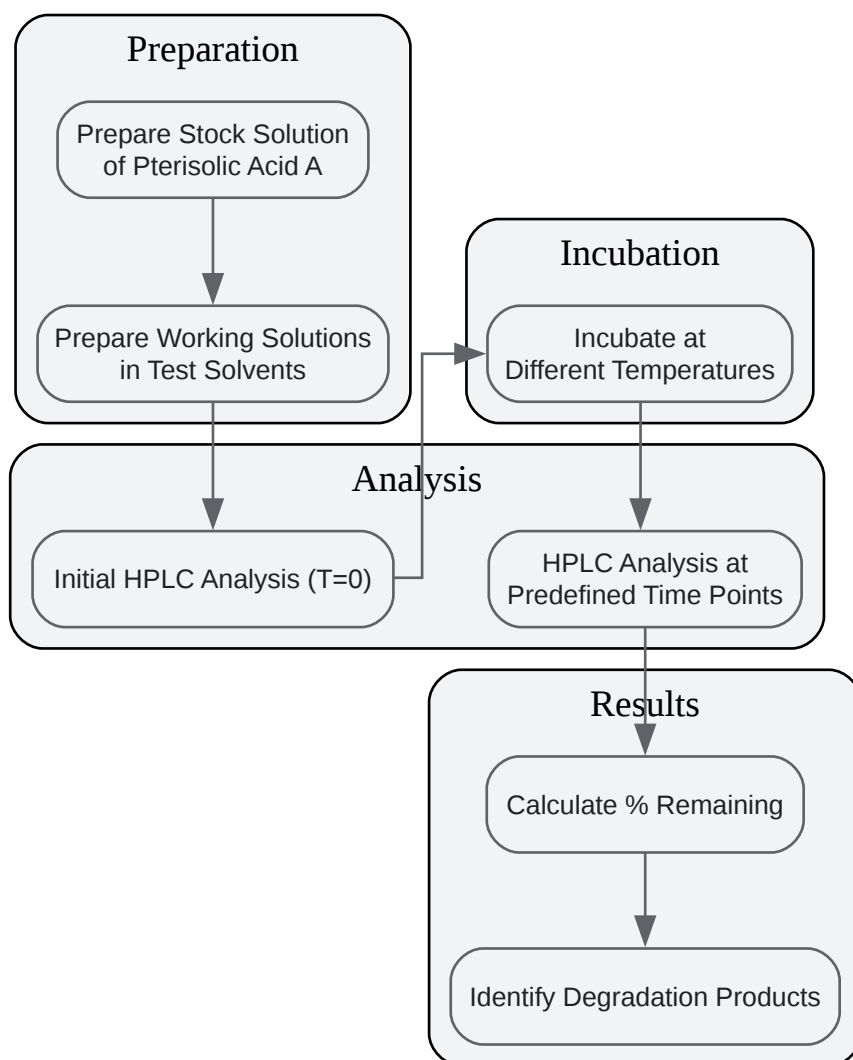 Preparation
Prepare Stock Solution
of Pterisolic Acid A
Prepare Working Solutions
in Test Solvents
Incubation
Incubate at
Different Temperatures
Analysis
Initial HPLC Analysis (T=0)
HPLC Analysis at
Predefined Time Points
Results
Calculate % Remaining
Identify Degradation Products